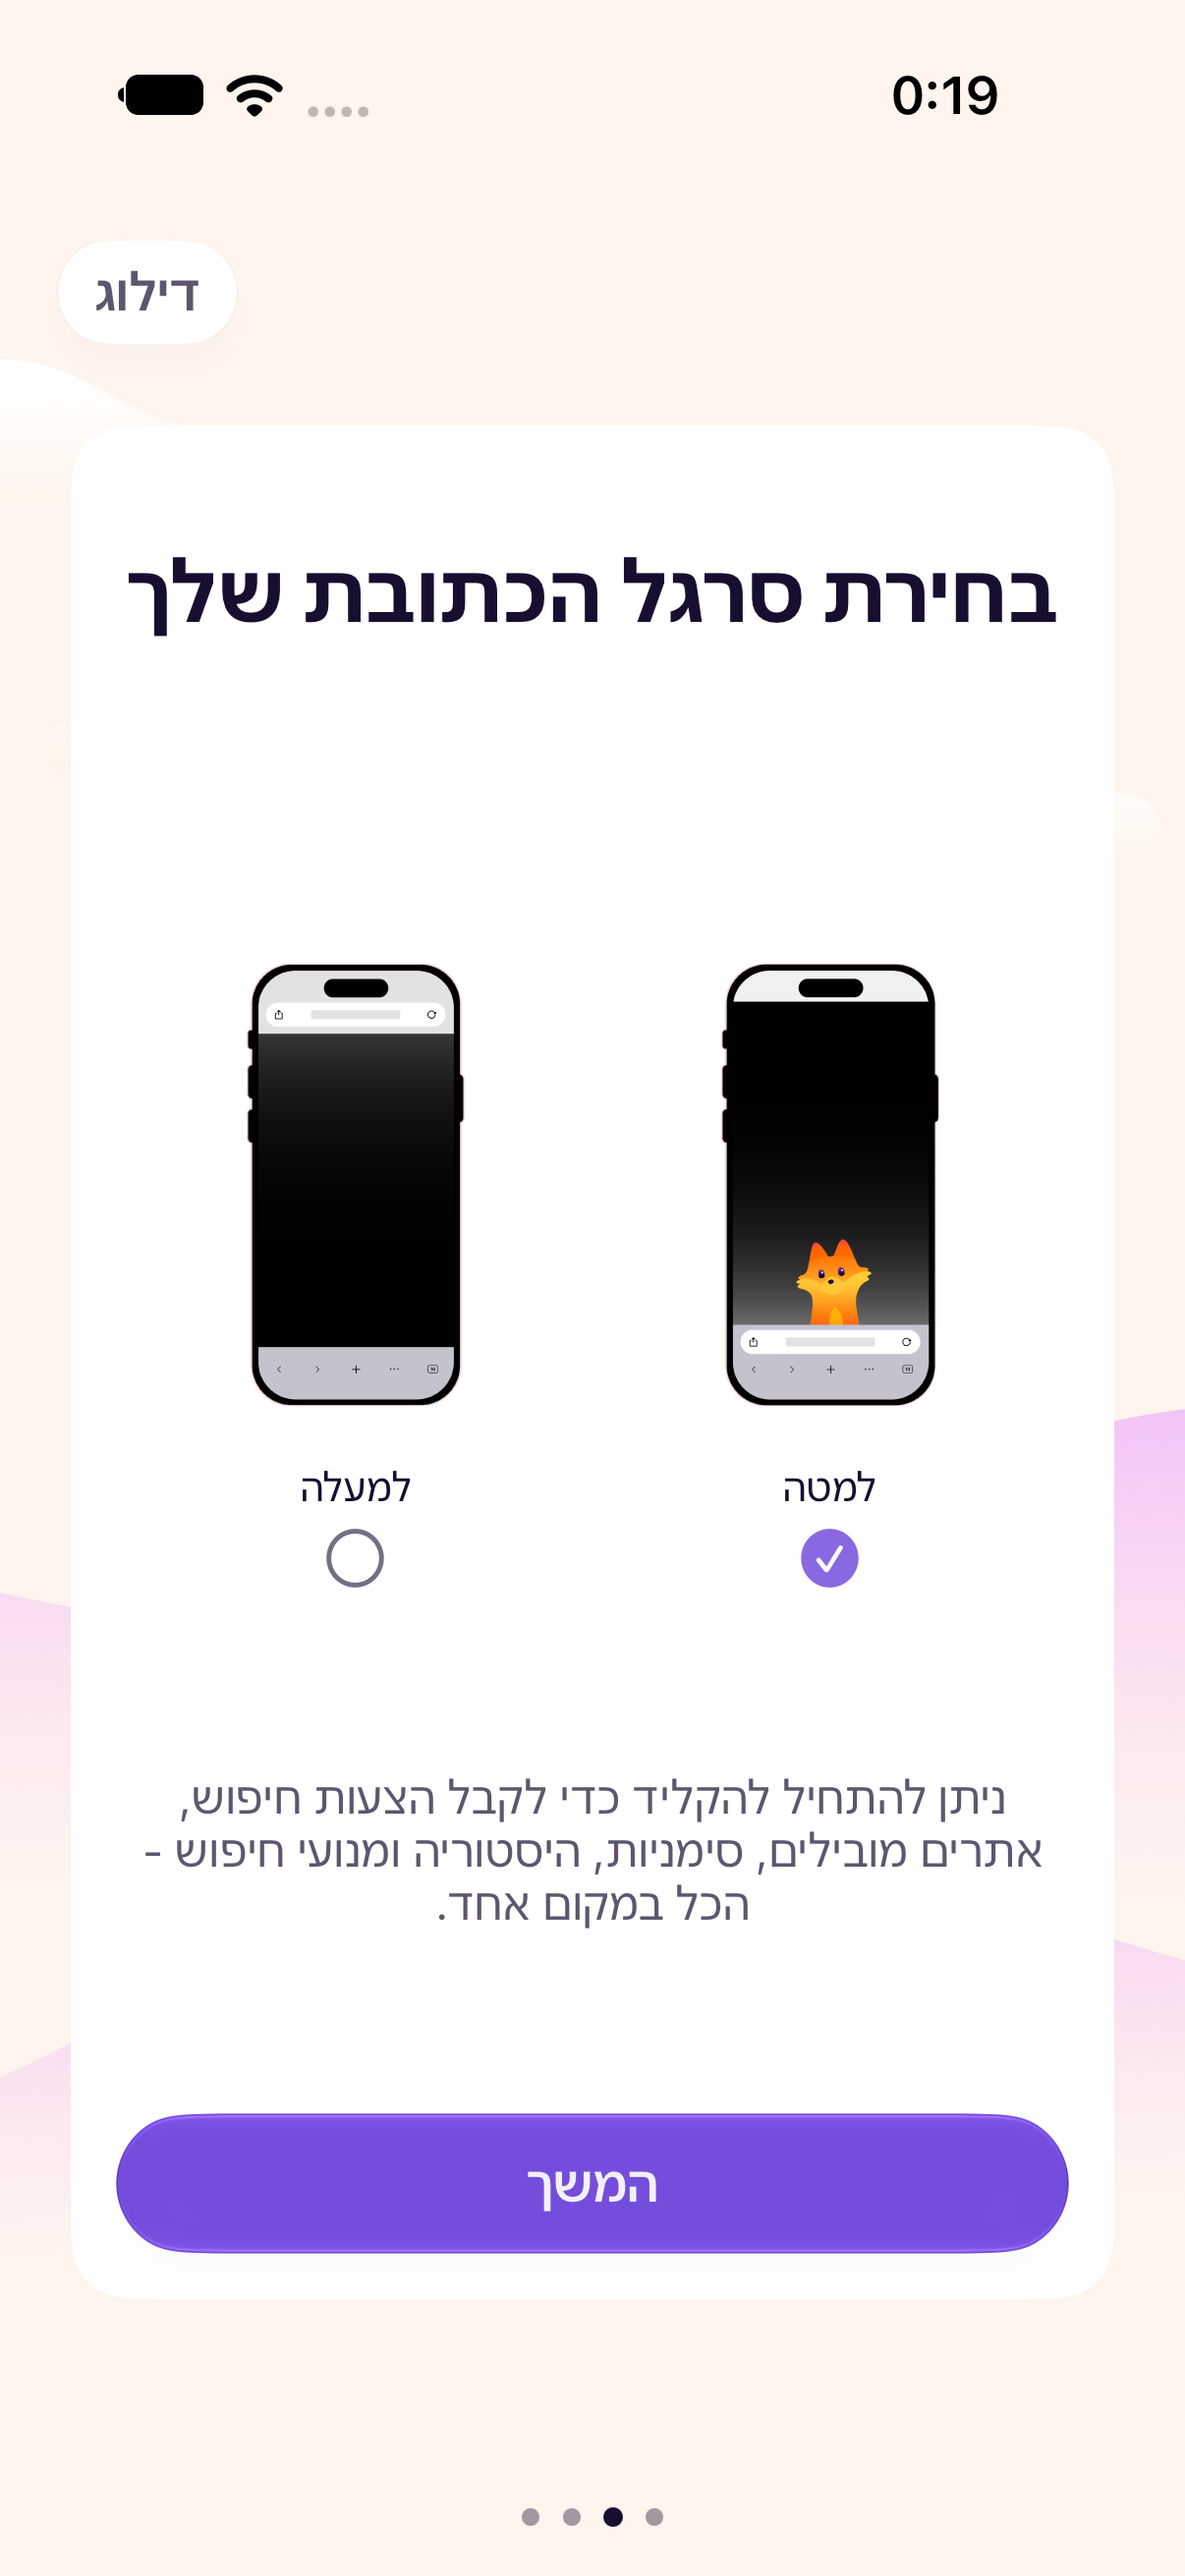 0:19
דילוג
בחירת סרגל הכתובת שלך
למטה
למעלה
ניתן להתחיל להקליד כדי לקבל הצעות חיפוש,
אתרים מובילים, סימניות, היסטוריה ומנועי חיפוש -
הכל במקום אחד.
המשך